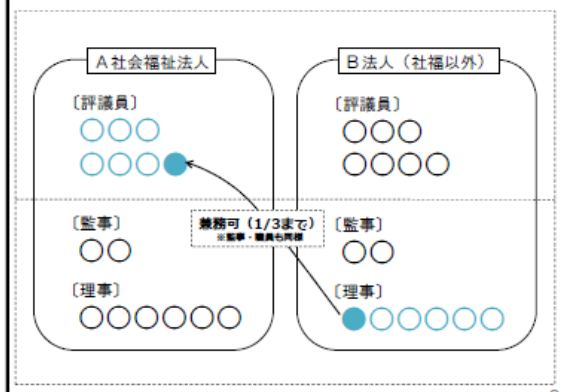 A社会福祉法人
B法人（社福以外）
〔評議員〕
〔評議員〕
兼務可（1/3まで）
※監事・職員も同様
〔監事〕
〔監事〕
〔理事〕
〔理事〕